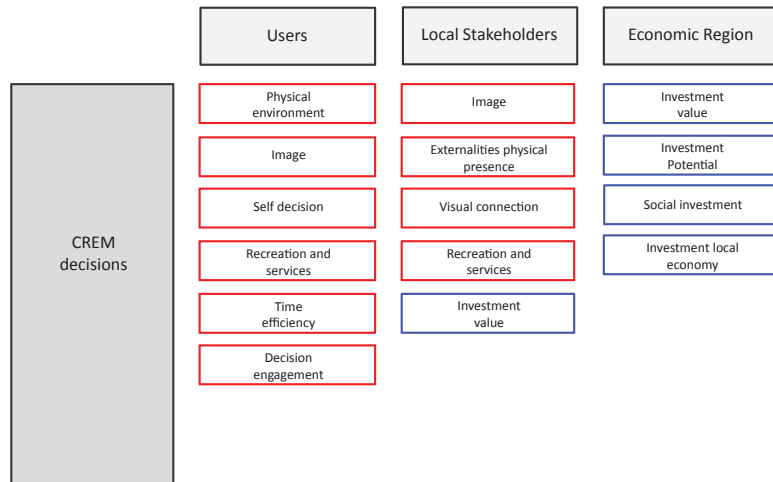 Users
Local Stakeholders
Economic Region
CREM
decisions
Physical
environment
Image
Self decision
Recreation and
services
Time
efficiency
Decision
engagement
Image
Externalities physical
presence
Visual connection
Recreation and
services
Investment
value
Investment
value
Investment
Potential
Social investment
Investment local
economy